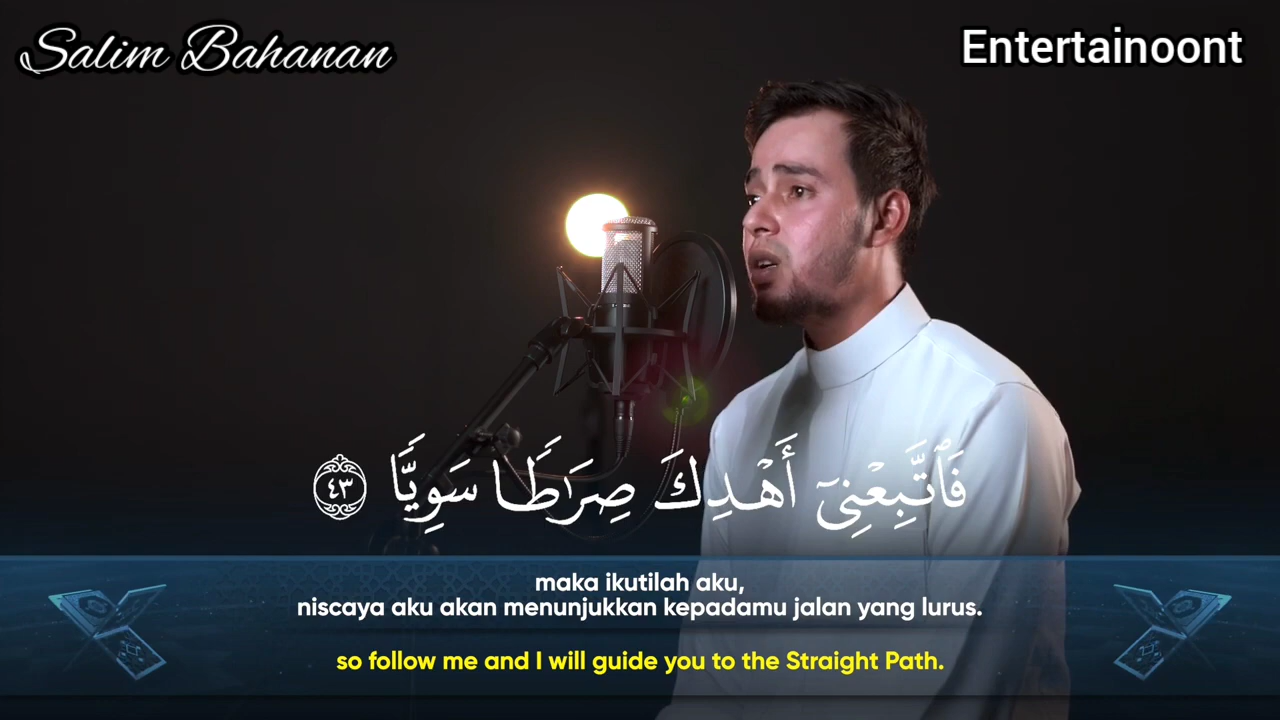 Salim Bahanan
Entertainoont
فَٱتَّبِعْنِىٓ أَهْدِكَ صِرَٰطًا سَوِيًّا ٤٣
maka ikutilah aku,
niscaya aku akan menunjukkan kepadamu jalan yang lurus.
so follow me and I will guide you to the Straight Path.